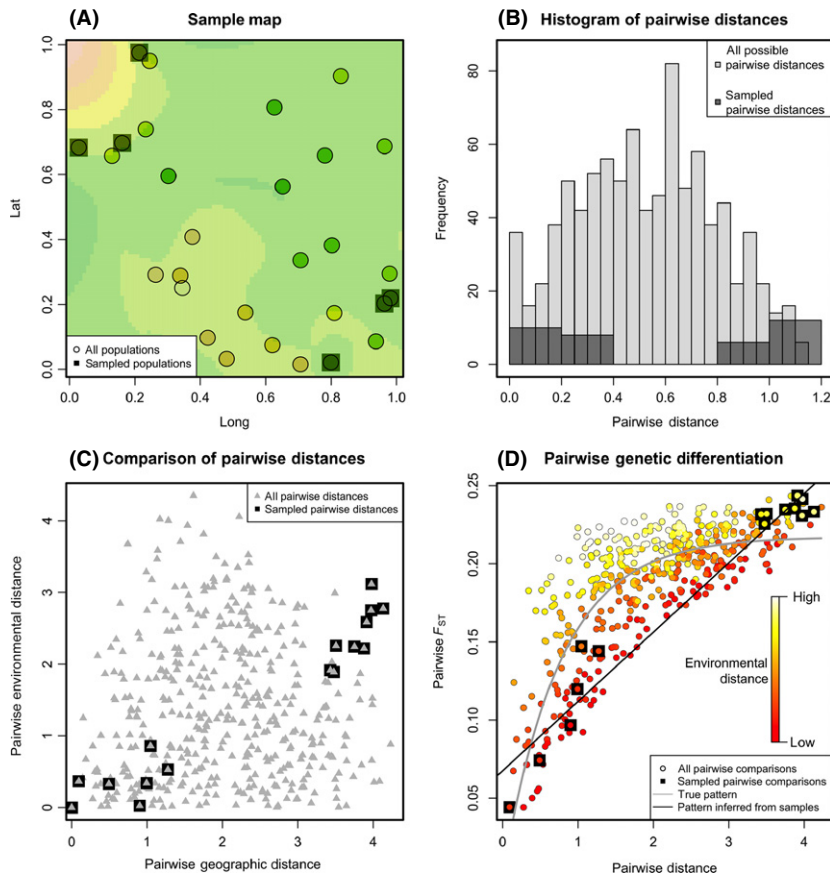 (A) Sample map
Lat
0.0 0.2 0.4 0.6 0.8 1.0
All populations
Sampled populations
0.0 0.2 0.4 0.6 0.8 1.0
Long
(B) Histogram of pairwise distances
Frequency
0 20 40 60 80
All possible
pairwise distances
Sampled
pairwise distances
0.0 0.2 0.4 0.6 0.8 1.0 1.2
Pairwise distance
(C) Comparison of pairwise distances
Pairwise environmental distance
0 1 2 3 4
All pairwise distances
Sampled pairwise distances
0 1 2 3 4
Pairwise geographic distance
(D) Pairwise genetic differentiation
Pairwise FST
0.05 0.10 0.15 0.20 0.25
High
Environmental
distance
Low
All pairwise comparisons
Sampled pairwise comparisons
True pattern
Pattern inferred from samples
0 1 2 3 4
Pairwise distance